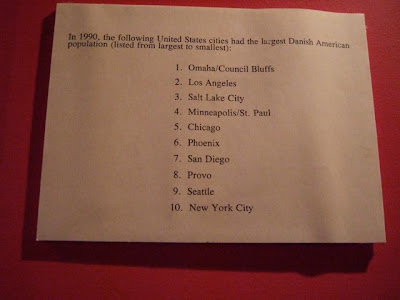 In 1990, the following United States cities had the largest Danish American
population (listed from largest to smallest):
1. Omaha/Council Bluffs
2. Los Angeles
3. Salt Lake City
4. Minneapolis/St. Paul
5. Chicago
6. Phoenix
7. San Diego
8. Provo
9. Seattle
10. New York City